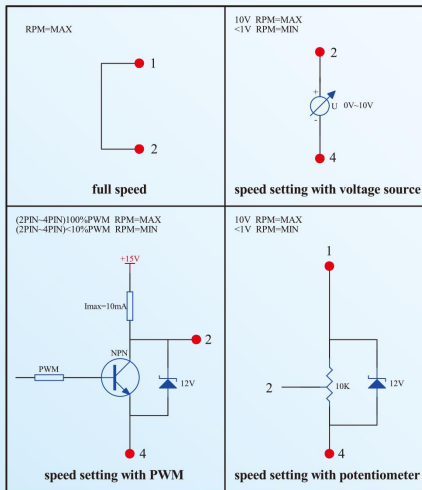 RPM=MAX
1
2
full speed
10V RPM=MAX
<1V RPM=MIN
2
+
U 0V~10V
-
4
speed setting with voltage source
(2PIN~4PIN)100%PWM RPM=MAX
(2PIN~4PIN)<10%PWM RPM=MIN
+15V
Imax=10mA
2
NPN
PWM
12V
4
speed setting with PWM
10V RPM=MAX
<1V RPM=MIN
1
2
10K
12V
4
speed setting with potentiometer